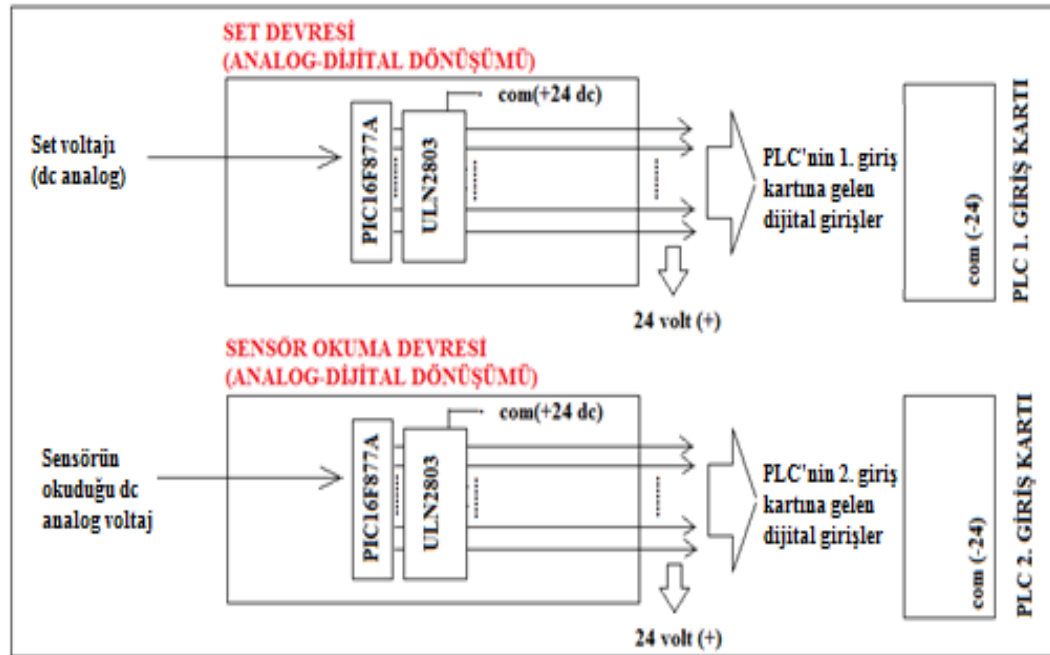 SET DEVRESİ
(ANALOG-DİJİTAL DÖNÜŞÜMÜ)
com(+24 dc)
Set voltajı
(dc analog)
PIC16F877A
ULN2803
PLC'nin 1. giriş
kartına gelen
dijital girişler
24 volt (+)
com (-24)
PLC 1. GİRİŞ KARTI
SENSÖR OKUMA DEVRESİ
(ANALOG-DİJİTAL DÖNÜŞÜMÜ)
com(+24 dc)
Sensörün
okuduğu dc
analog voltaj
PIC16F877A
ULN2803
PLC'nin 2. giriş
kartına gelen
dijital girişler
24 volt (+)
com (-24)
PLC 2. GİRİŞ KARTI